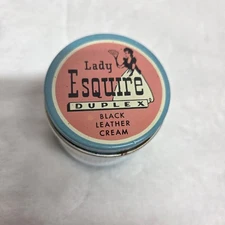 Lady
Esquire
DUPLEX
BLACK
LEATHER
CREAM